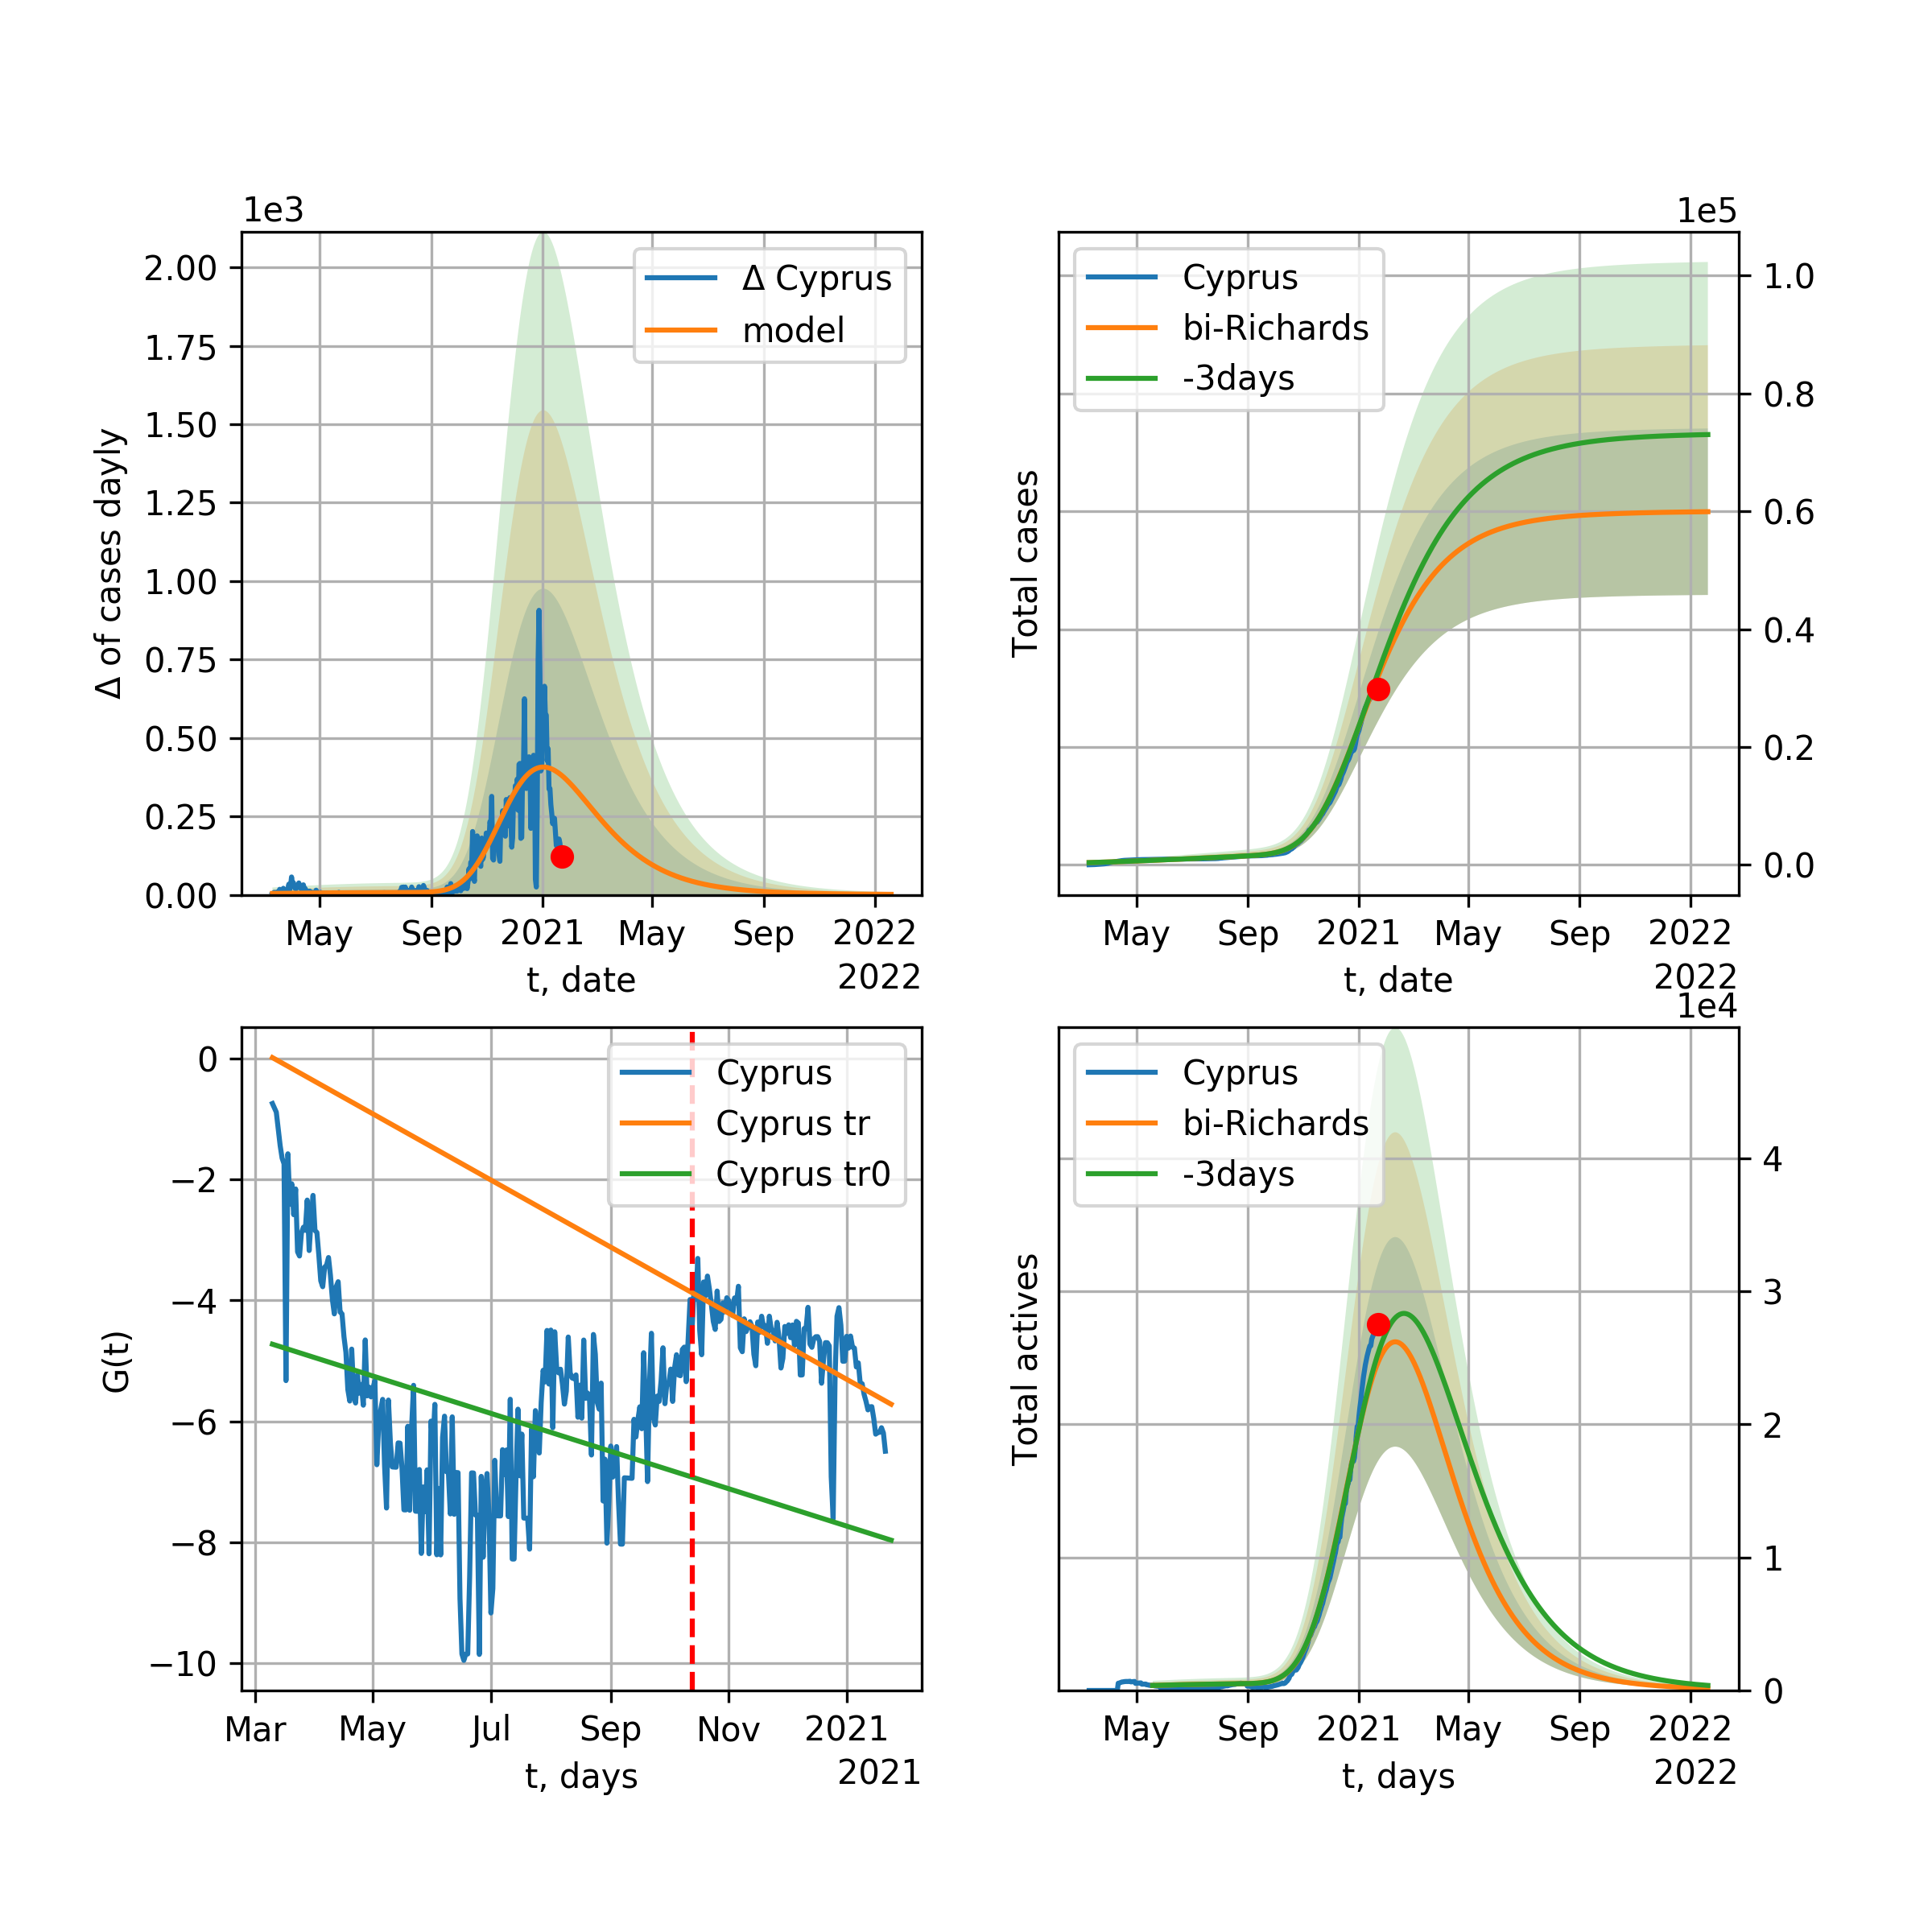 1e3
2.00
1.75
1.50
1.25
1.00
0.75
0.50
0.25
0.00
Δ of cases dayly
Δ Cyprus
model
May Sep 2021 May Sep 2022
t, date
2022
1e5
1.0
0.8
0.6
0.4
0.2
0.0
Total cases
Cyprus
bi-Richards
-3days
May Sep 2021 May Sep 2022
t, date
2022
0
−2
−4
−6
−8
−10
G(t)
Cyprus
Cyprus tr
Cyprus tr0
Mar May Jul Sep Nov 2021
t, days
2021
1e4
4
3
2
1
0
Total actives
Cyprus
bi-Richards
-3days
May Sep 2021 May Sep 2022
t, days
2022